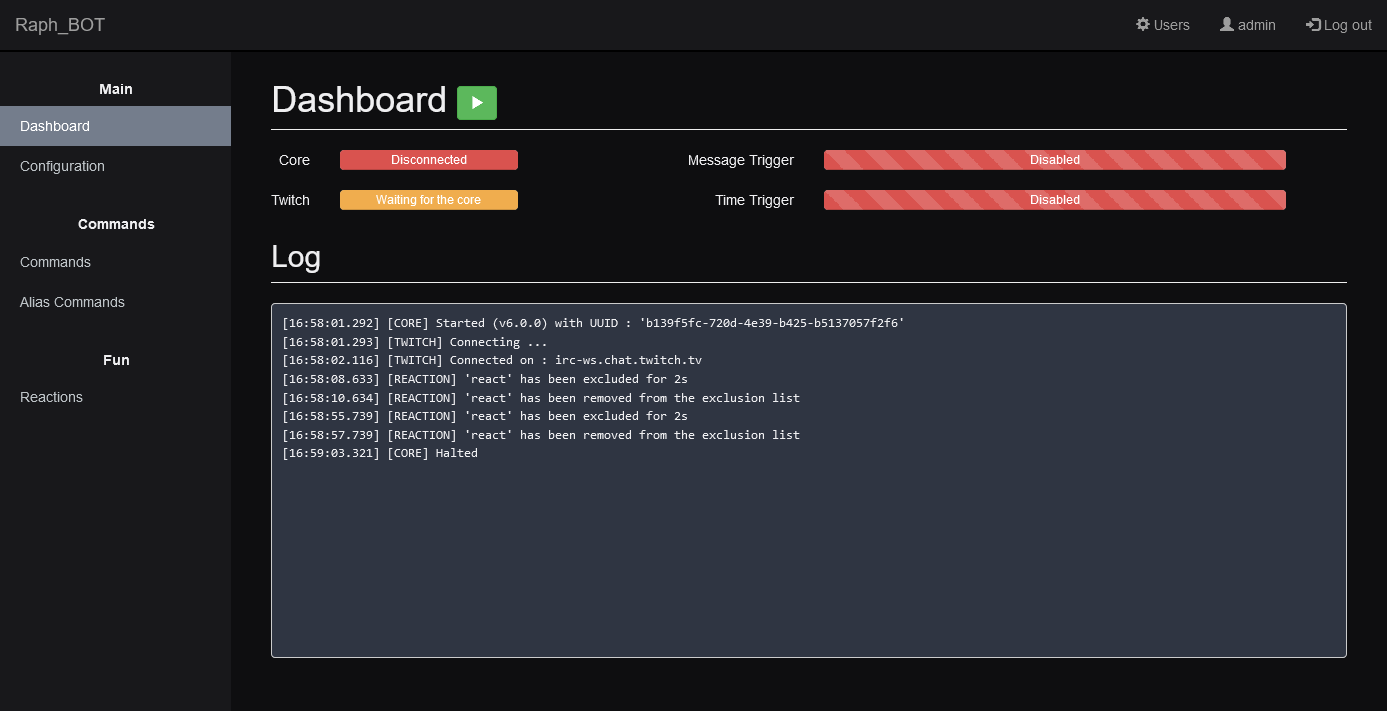 Raph_BOT
Users
admin
Log out
Main
Dashboard
Configuration
Commands
Commands
Alias Commands
Fun
Reactions
Dashboard
Core Disconnected Message Trigger Disabled
Twitch Waiting for the core Time Trigger Disabled
Log
[16:58:01.292] [CORE] Started (v6.0.0) with UUID : 'b139f5fc-720d-4e39-b425-b5137057f2f6'
[16:58:01.293] [TWITCH] Connecting ...
[16:58:02.116] [TWITCH] Connected on : irc-ws.chat.twitch.tv
[16:58:08.633] [REACTION] 'react' has been excluded for 2s
[16:58:10.634] [REACTION] 'react' has been removed from the exclusion list
[16:58:55.739] [REACTION] 'react' has been excluded for 2s
[16:58:57.739] [REACTION] 'react' has been removed from the exclusion list
[16:59:03.321] [CORE] Halted